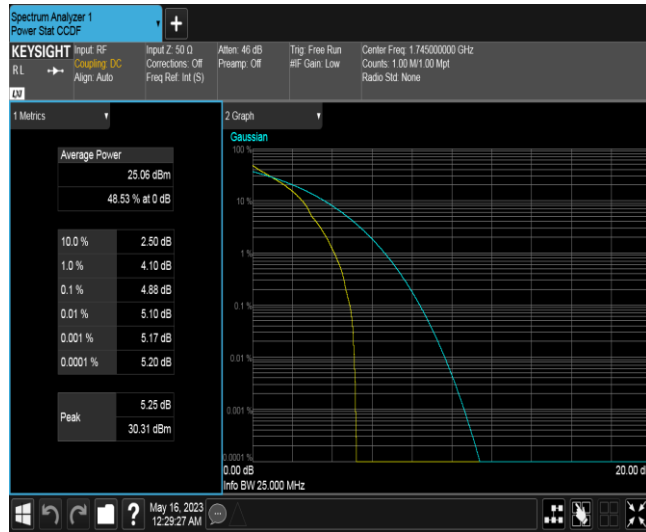 Spectrum Analyzer 1
Power Stat CCDF
KEYSIGHT
RL
LXI
Input: RF
Coupling: DC
Align: Auto
Input Z: 50 Ω
Corrections: Off
Freq Ref: Int (S)
Atten: 46 dB
Preamp: Off
Trig: Free Run
#IF Gain: Low
Center Freq: 1.745000000 GHz
Counts: 1.00 M/1.00 Mpt
Radio Std: None
1 Metrics
Average Power
25.06 dBm
48.53 % at 0 dB
10.0 % 2.50 dB
1.0 % 4.10 dB
0.1 % 4.88 dB
0.01 % 5.10 dB
0.001 % 5.17 dB
0.0001 % 5.20 dB
Peak
5.25 dB
30.31 dBm
2 Graph
Gaussian
100 %
10 %
1 %
0.1 %
0.01 %
0.001 %
0.0001 %
0.00 dB
20.00 d
Info BW 25.000 MHz
?
May 16, 2023
12:29:27 AM